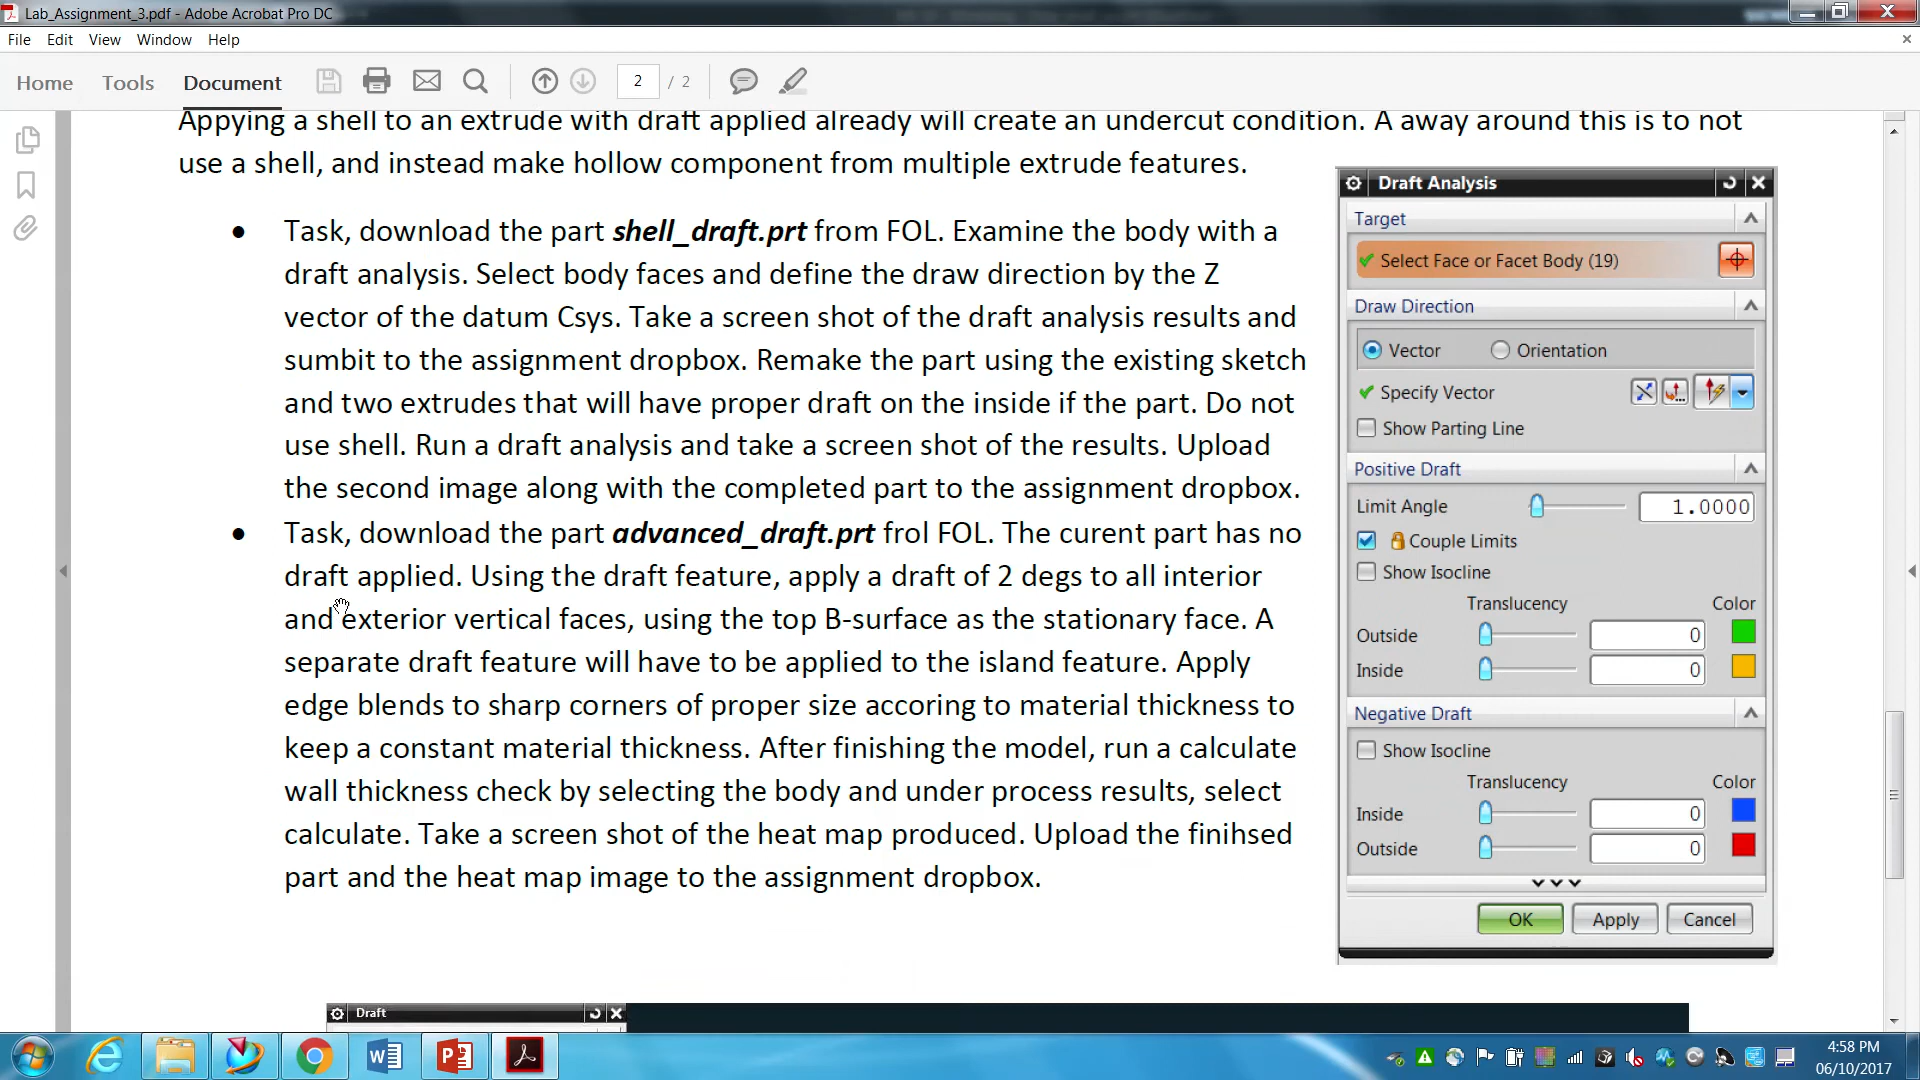 Lab_Assignment_3.pdf - Adobe Acrobat Pro DC
File Edit View Window Help
Home Tools Document 2 / 2
Applying a shell to an extrude with draft applied already will create an undercut condition. A away around this is to not
use a shell, and instead make hollow component from multiple extrude features.
• Task, download the part shell_draft.prt from FOL. Examine the body with a
draft analysis. Select body faces and define the draw direction by the Z
vector of the datum Csys. Take a screen shot of the draft analysis results and
sumbit to the assignment dropbox. Remake the part using the existing sketch
and two extrudes that will have proper draft on the inside if the part. Do not
use shell. Run a draft analysis and take a screen shot of the results. Upload
the second image along with the completed part to the assignment dropbox.
• Task, download the part advanced_draft.prt frol FOL. The curent part has no
draft applied. Using the draft feature, apply a draft of 2 degs to all interior
and exterior vertical faces, using the top B-surface as the stationary face. A
separate draft feature will have to be applied to the island feature. Apply
edge blends to sharp corners of proper size accoring to material thickness to
keep a constant material thickness. After finishing the model, run a calculate
wall thickness check by selecting the body and under process results, select
calculate. Take a screen shot of the heat map produced. Upload the finihsed
part and the heat map image to the assignment dropbox.
Draft Analysis
Target
Select Face or Facet Body (19)
Draw Direction
Vector Orientation
Specify Vector
Show Parting Line
Positive Draft
Limit Angle 1.0000
Couple Limits
Show Isocline
Translucency Color
Outside 0
Inside 0
Negative Draft
Show Isocline
Translucency Color
Inside 0
Outside 0
OK Apply Cancel
Draft
4:58 PM
06/10/2017